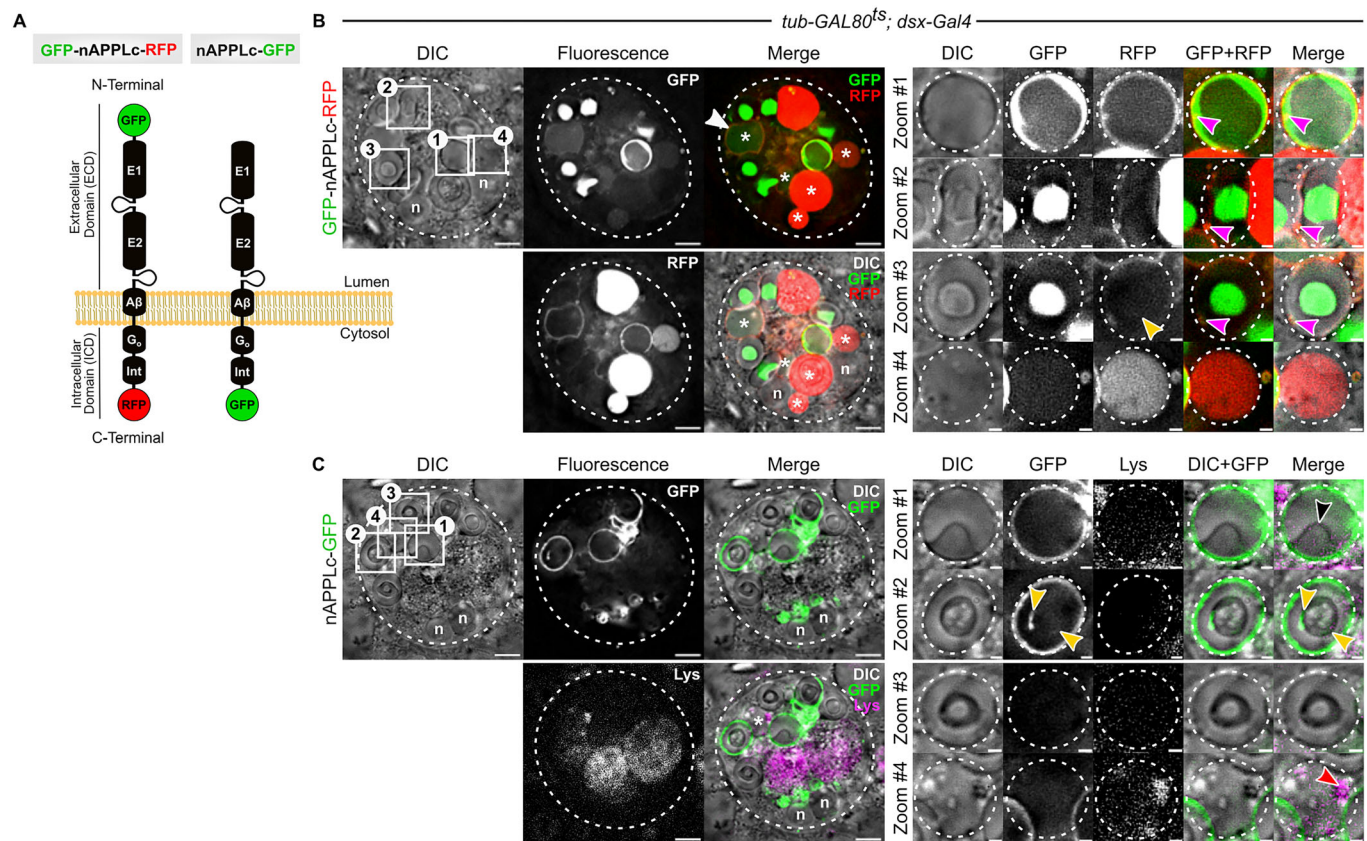 A
GFP-nAPPLc-RFP
nAPPLc-GFP
N-Terminal
GFP
Extracellular
Domain (ECD)
E1
E1
E2
E2
Aβ
Aβ
Lumen
Cytosol
Intracellular
Domain (ICD)
Go
Go
Int
Int
RFP
GFP
C-Terminal
B
tub-GAL80ts; dsx-Gal4
DIC
Fluorescence
Merge
DIC
GFP
RFP
GFP+RFP
Merge
GFP-nAPPLc-RFP
2
1
4
3
n
n
GFP
GFP
RFP
*
*
*
*
*
RFP
DIC
GFP
RFP
*
*
*
*
*
n
n
Zoom #1
Zoom #2
Zoom #3
Zoom #4
C
DIC
Fluorescence
Merge
DIC
GFP
Lys
DIC+GFP
Merge
nAPPLc-GFP
3
4
1
2
n
n
GFP
DIC
GFP
n
n
Lys
DIC
GFP
Lys
*
n
n
Zoom #1
Zoom #2
Zoom #3
Zoom #4